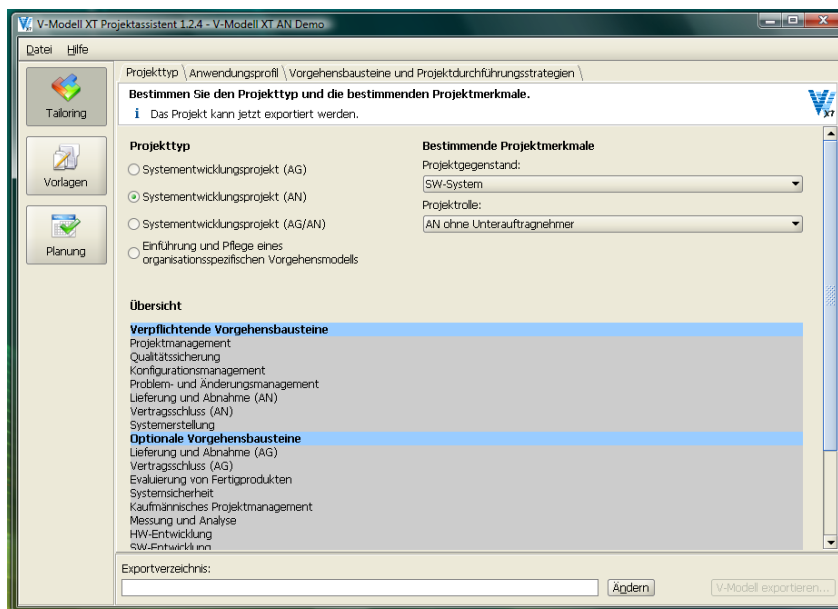 V-Modell XT Projektassistent 1.2.4 - V-Modell XT AN Demo
Datei Hilfe
Projekttyp \ Anwendungsprofil \ Vorgehensbausteine und Projektdurchführungsstrategien \
Bestimmen Sie den Projekttyp und die bestimmenden Projektmerkmale.
i Das Projekt kann jetzt exportiert werden.
XT
Tailoring
Vorlagen
Planung
Projekttyp
Systementwicklungsprojekt (AG)
Systementwicklungsprojekt (AN)
Systementwicklungsprojekt (AG/AN)
Einführung und Pflege eines
organisationsspezifischen Vorgehensmodells
Bestimmende Projektmerkmale
Projektgegenstand:
SW-System
Projektrolle:
AN ohne Unterauftragnehmer
Übersicht
Verpflichtende Vorgehensbausteine
Projektmanagement
Qualitätssicherung
Konfigurationsmanagement
Problem- und Änderungsmanagement
Lieferung und Abnahme (AN)
Vertragsschluss (AN)
Systemerstellung
Optionale Vorgehensbausteine
Lieferung und Abnahme (AG)
Vertragsschluss (AG)
Evaluierung von Fertigprodukten
Systemsicherheit
Kaufmännisches Projektmanagement
Messung und Analyse
HW-Entwicklung
SW-Entwicklung
Exportverzeichnis:
Ändern
V-Modell exportieren...